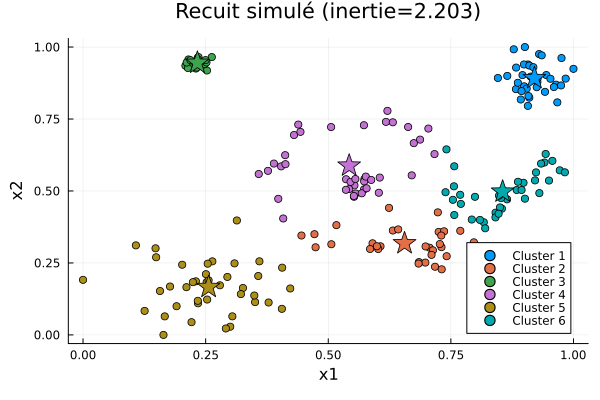 Recuit simulé (inertie=2.203)
1.00
0.75
0.50
0.25
0.00
x2
Cluster 1
Cluster 2
Cluster 3
Cluster 4
Cluster 5
Cluster 6
0.00 0.25 0.50 0.75 1.00
x1